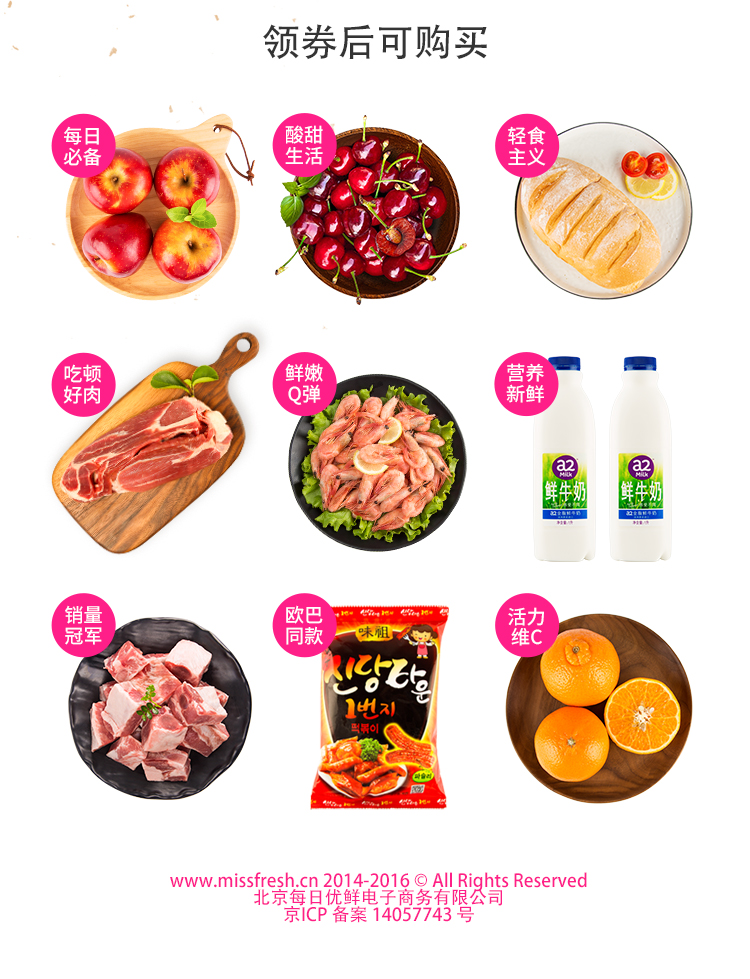 领券后可购买
每日
必备
酸甜
生活
轻食
主义
吃顿
好肉
鲜嫩
Q弹
营养
新鲜
a2
Milk
鲜牛奶
a2
Milk
鲜牛奶
销量
冠军
欧巴
同款
味祖
신당타운
1번지
떡볶이
活力
维C
www.missfresh.cn 2014-2016 © All Rights Reserved
北京每日优鲜电子商务有限公司
京ICP 备案 14057743 号